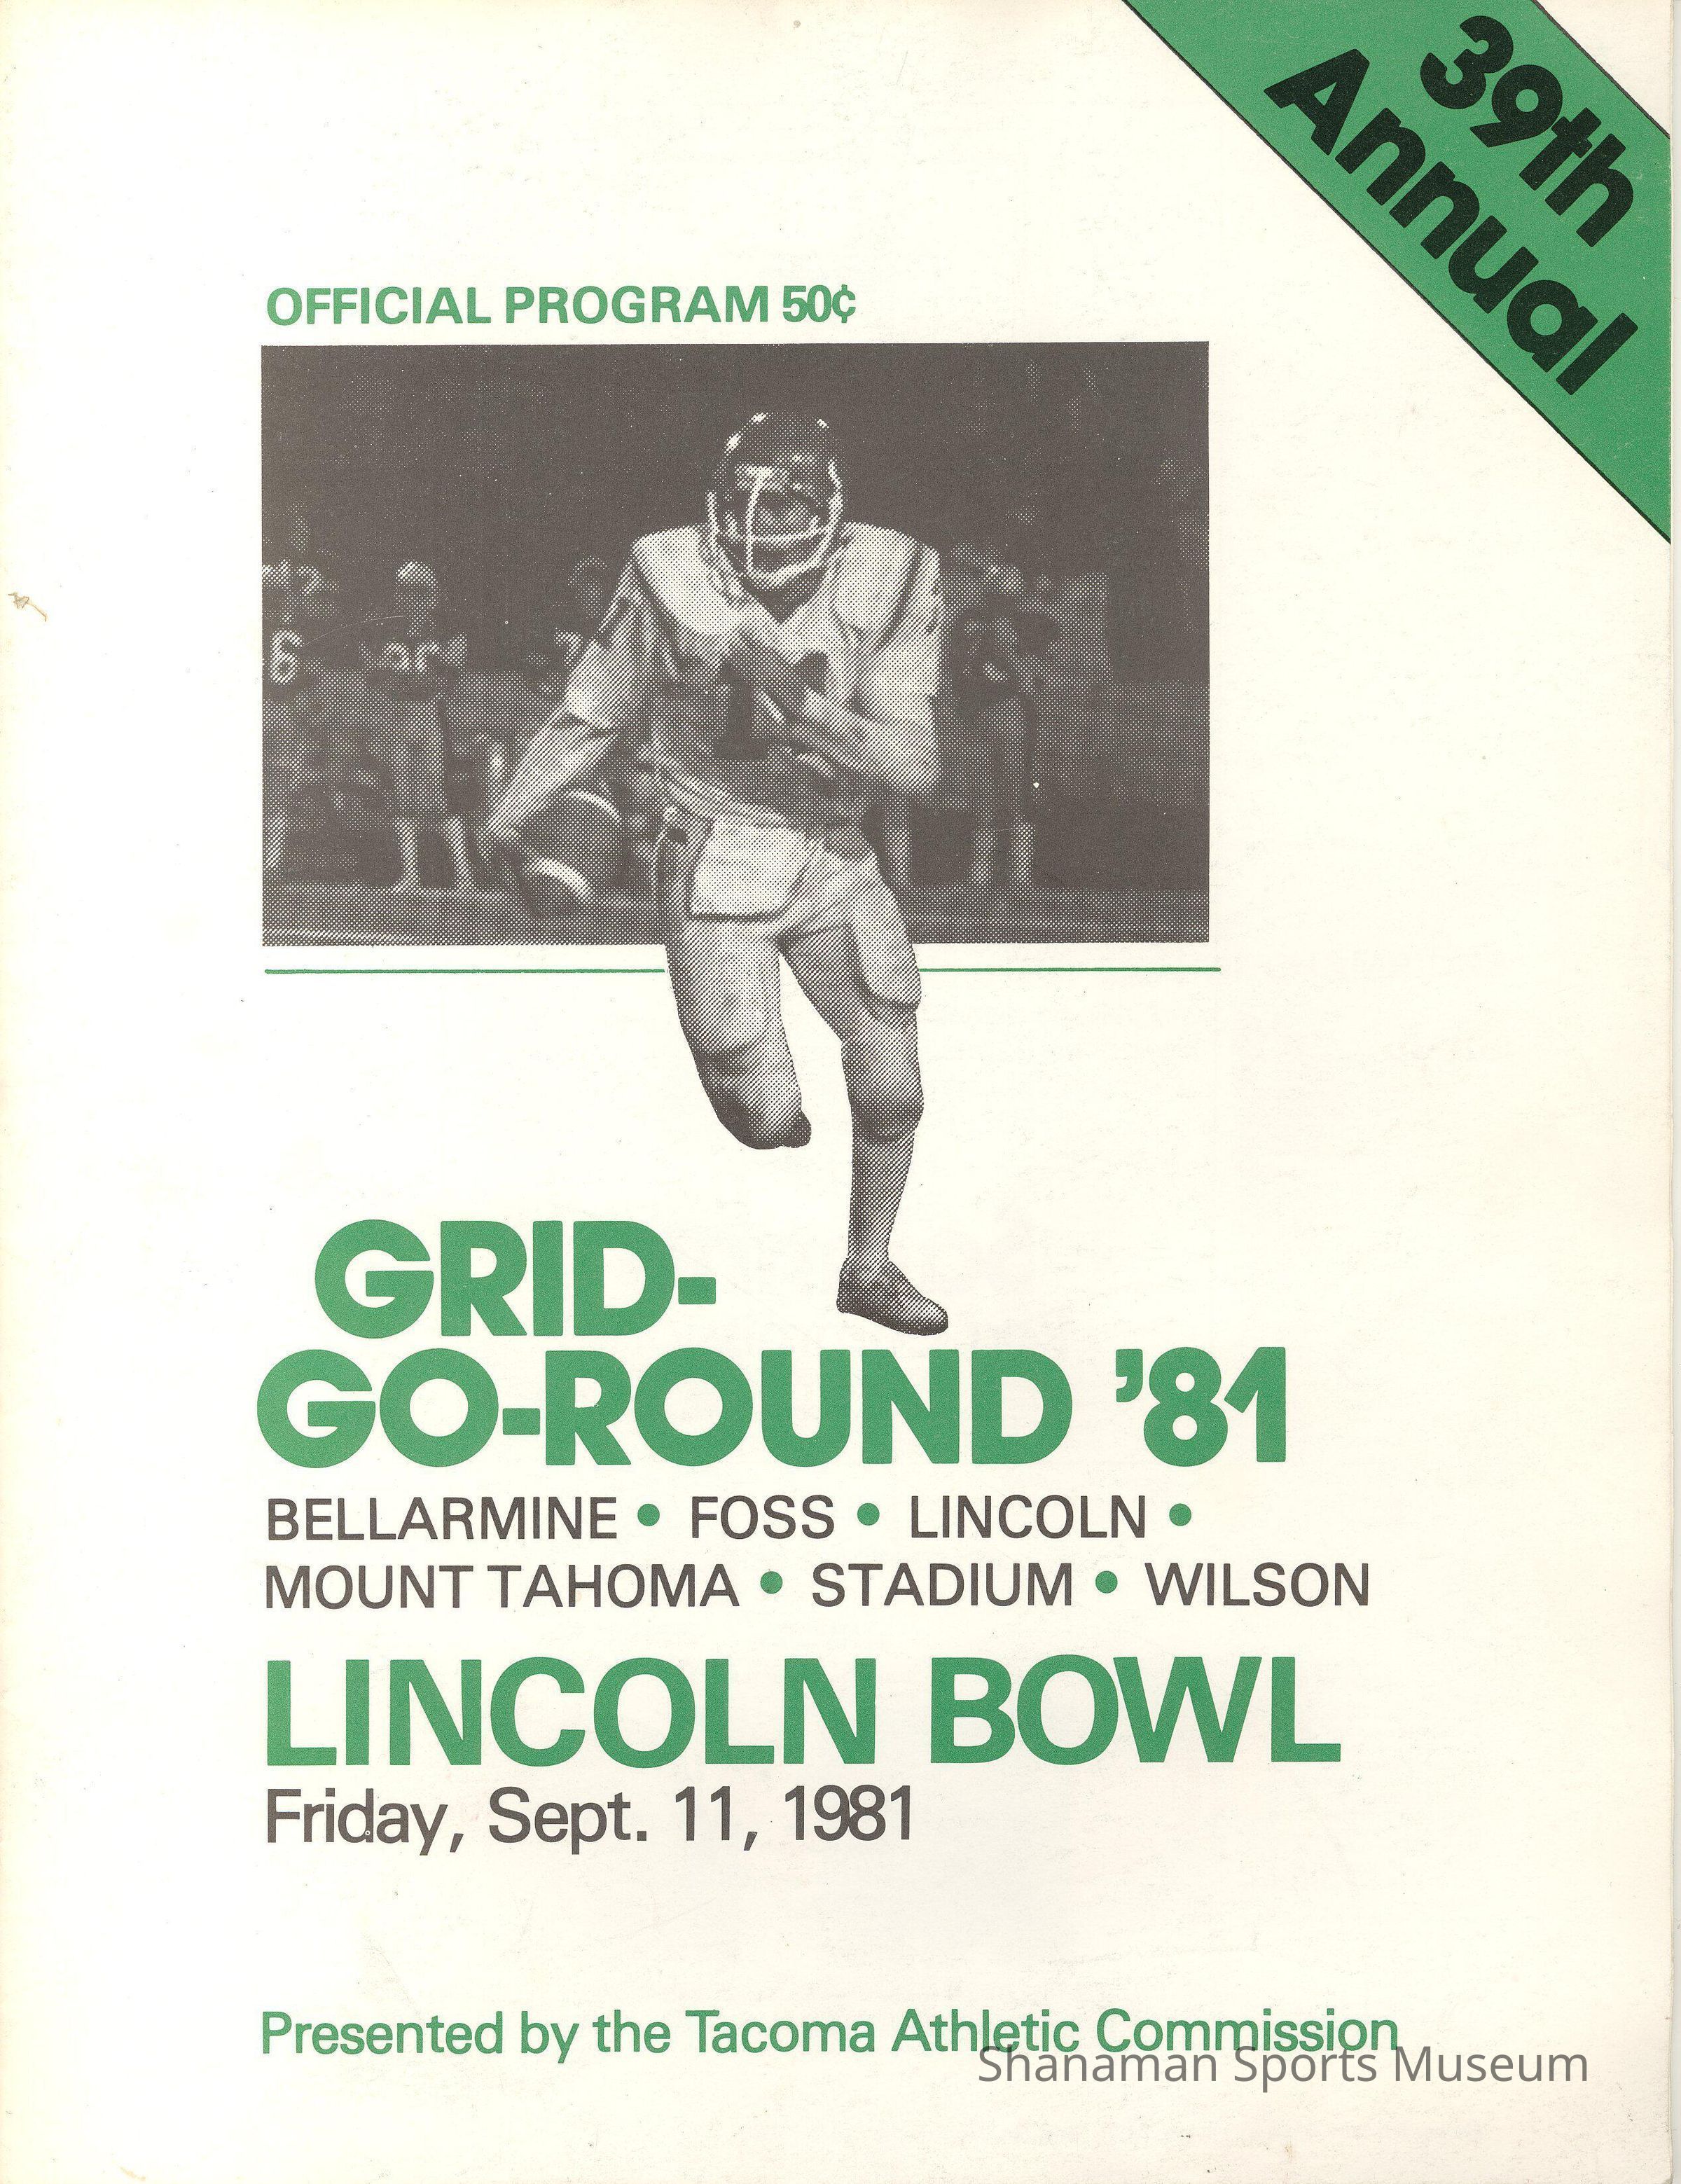 39th
Annual
OFFICIAL PROGRAM 50¢
6
GRID-
GO-ROUND '81
BELLARMINE • FOSS • LINCOLN •
MOUNT TAHOMA • STADIUM • WILSON
LINCOLN BOWL
Friday, Sept. 11, 1981
Presented by the Tacoma Athletic Commission
Shanaman Sports Museum